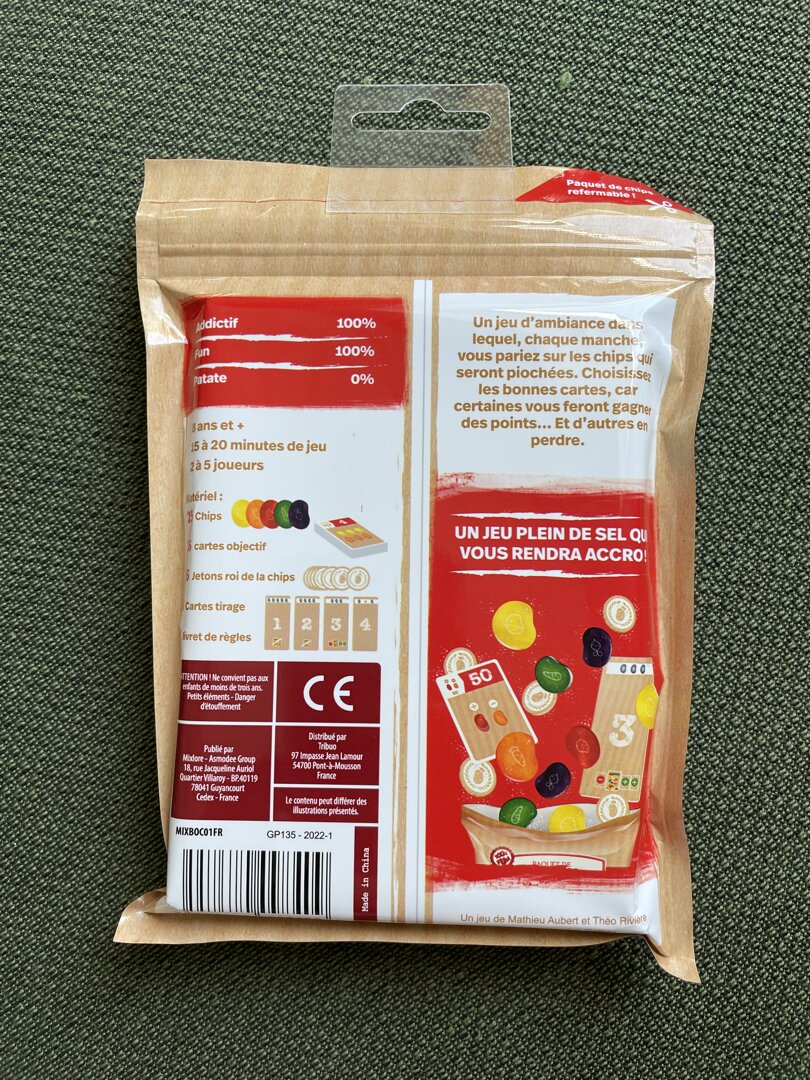 Paquet de chips
refermable !
Addictif 100%
Fun 100%
Patate 0%
8 ans et +
15 à 20 minutes de jeu
2 à 5 joueurs
Matériel :
Chips
cartes objectif
Jetons roi de la chips
Cartes tirage
1 2 3 4
livret de règles
ATTENTION ! Ne convient pas aux
enfants de moins de trois ans.
Petits éléments - Danger
d'étouffement
CE
Publié par
Mixlore - Asmodee Group
18, rue Jacqueline Auriol
Quartier Villaroy - BP.40119
78041 Guyancourt
Cedex - France
Distribué par
Tribuo
97 Impasse Jean Lamour
54700 Pont-à-Mousson
France
Le contenu peut différer des
illustrations présentés.
MIXBOC01FR GP135 - 2022-1
Made in China
Un jeu d'ambiance dans
lequel, chaque manche,
vous pariez sur les chips qui
seront piochées. Choisissez
les bonnes cartes, car
certaines vous feront gagner
des points... Et d'autres en
perdre.
UN JEU PLEIN DE SEL QUI
VOUS RENDRA ACCRO !
50
3
PAQUET DE
Un jeu de Mathieu Aubert et Théo Rivière